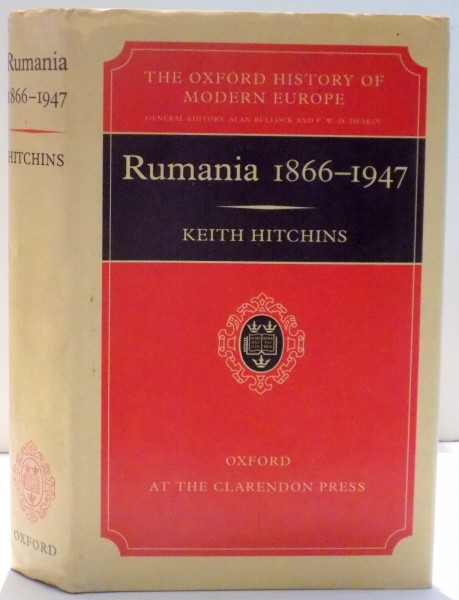 Rumania
1866–1947
HITCHINS
OXFORD
THE OXFORD HISTORY OF
MODERN EUROPE
GENERAL EDITORS: ALAN BULLOCK AND F. W. D. DEAKIN
Rumania 1866–1947
KEITH HITCHINS
OXFORD
AT THE CLARENDON PRESS